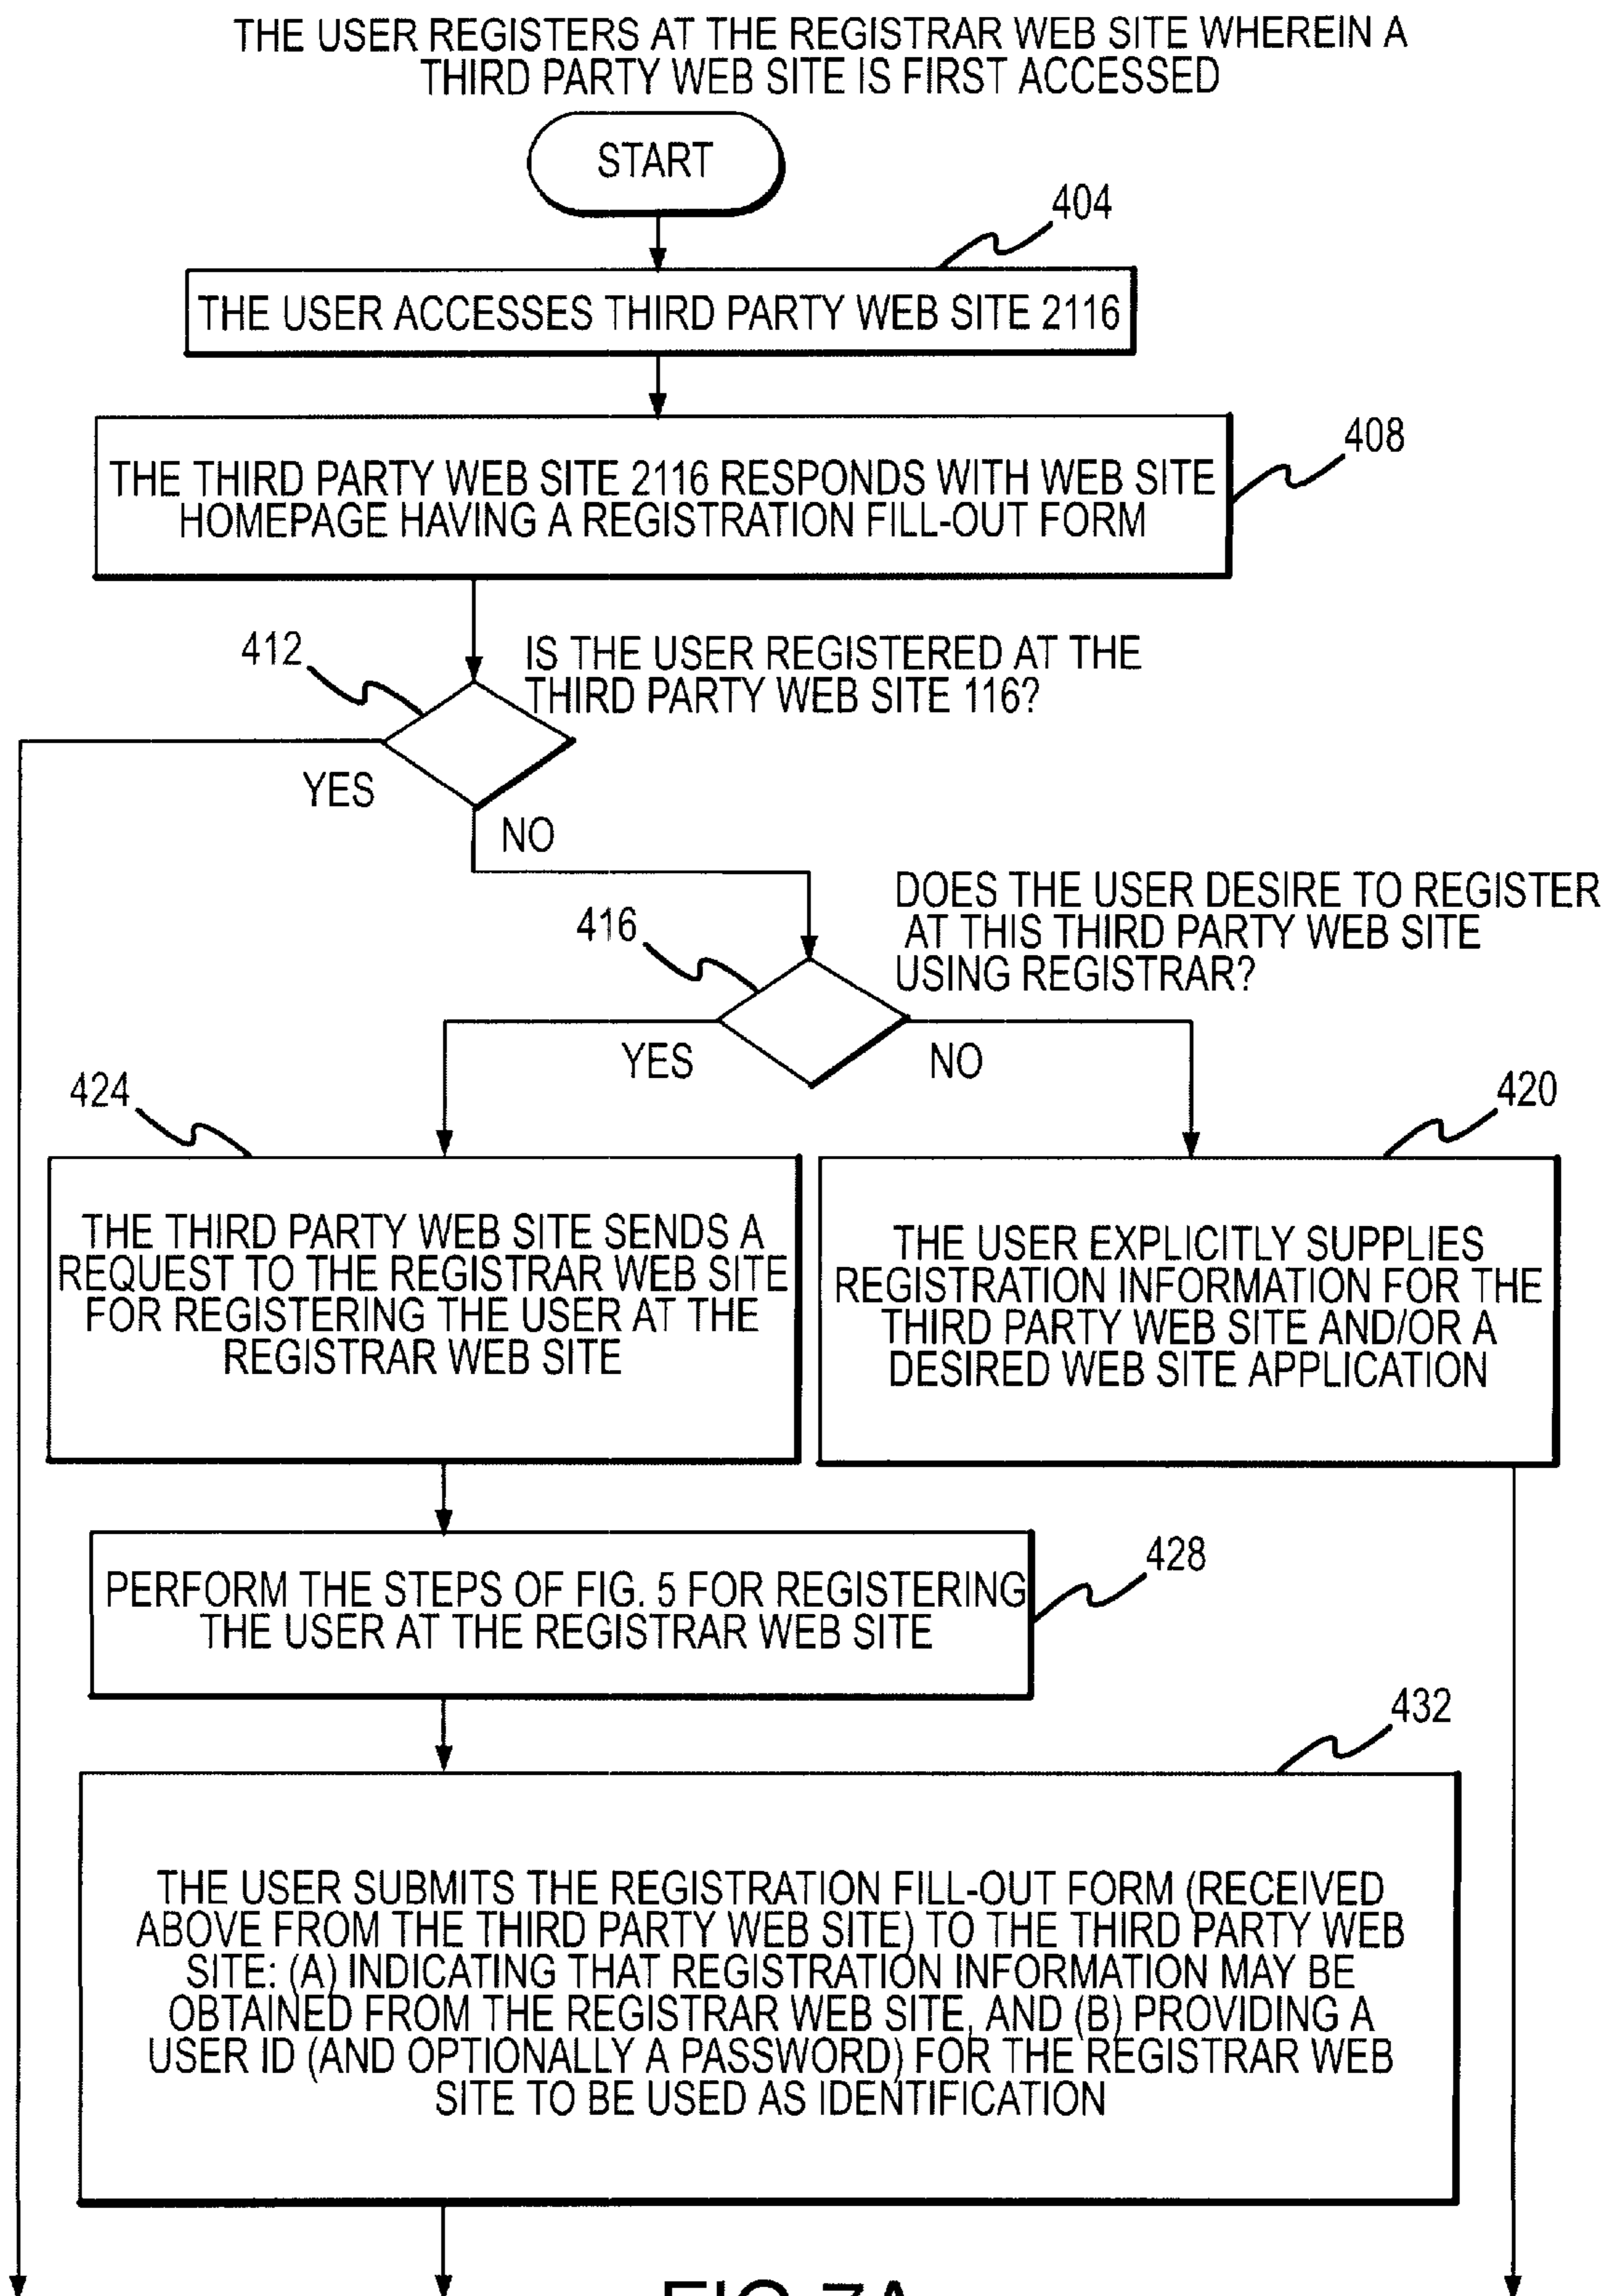 THE USER REGISTERS AT THE REGISTRAR WEB SITE WHEREIN A
THIRD PARTY WEB SITE IS FIRST ACCESSED
START
404
THE USER ACCESSES THIRD PARTY WEB SITE 2116
408
THE THIRD PARTY WEB SITE 2116 RESPONDS WITH WEB SITE
HOMEPAGE HAVING A REGISTRATION FILL-OUT FORM
412
IS THE USER REGISTERED AT THE
THIRD PARTY WEB SITE 116?
YES
NO
416
DOES THE USER DESIRE TO REGISTER
AT THIS THIRD PARTY WEB SITE
USING REGISTRAR?
YES
NO
424
THE THIRD PARTY WEB SITE SENDS A
REQUEST TO THE REGISTRAR WEB SITE
FOR REGISTERING THE USER AT THE
REGISTRAR WEB SITE
420
THE USER EXPLICITLY SUPPLIES
REGISTRATION INFORMATION FOR THE
THIRD PARTY WEB SITE AND/OR A
DESIRED WEB SITE APPLICATION
428
PERFORM THE STEPS OF FIG. 5 FOR REGISTERING
THE USER AT THE REGISTRAR WEB SITE
432
THE USER SUBMITS THE REGISTRATION FILL-OUT FORM (RECEIVED
ABOVE FROM THE THIRD PARTY WEB SITE) TO THE THIRD PARTY WEB
SITE: (A) INDICATING THAT REGISTRATION INFORMATION MAY BE
OBTAINED FROM THE REGISTRAR WEB SITE, AND (B) PROVIDING A
USER ID (AND OPTIONALLY A PASSWORD) FOR THE REGISTRAR WEB
SITE TO BE USED AS IDENTIFICATION
FIG. 7A